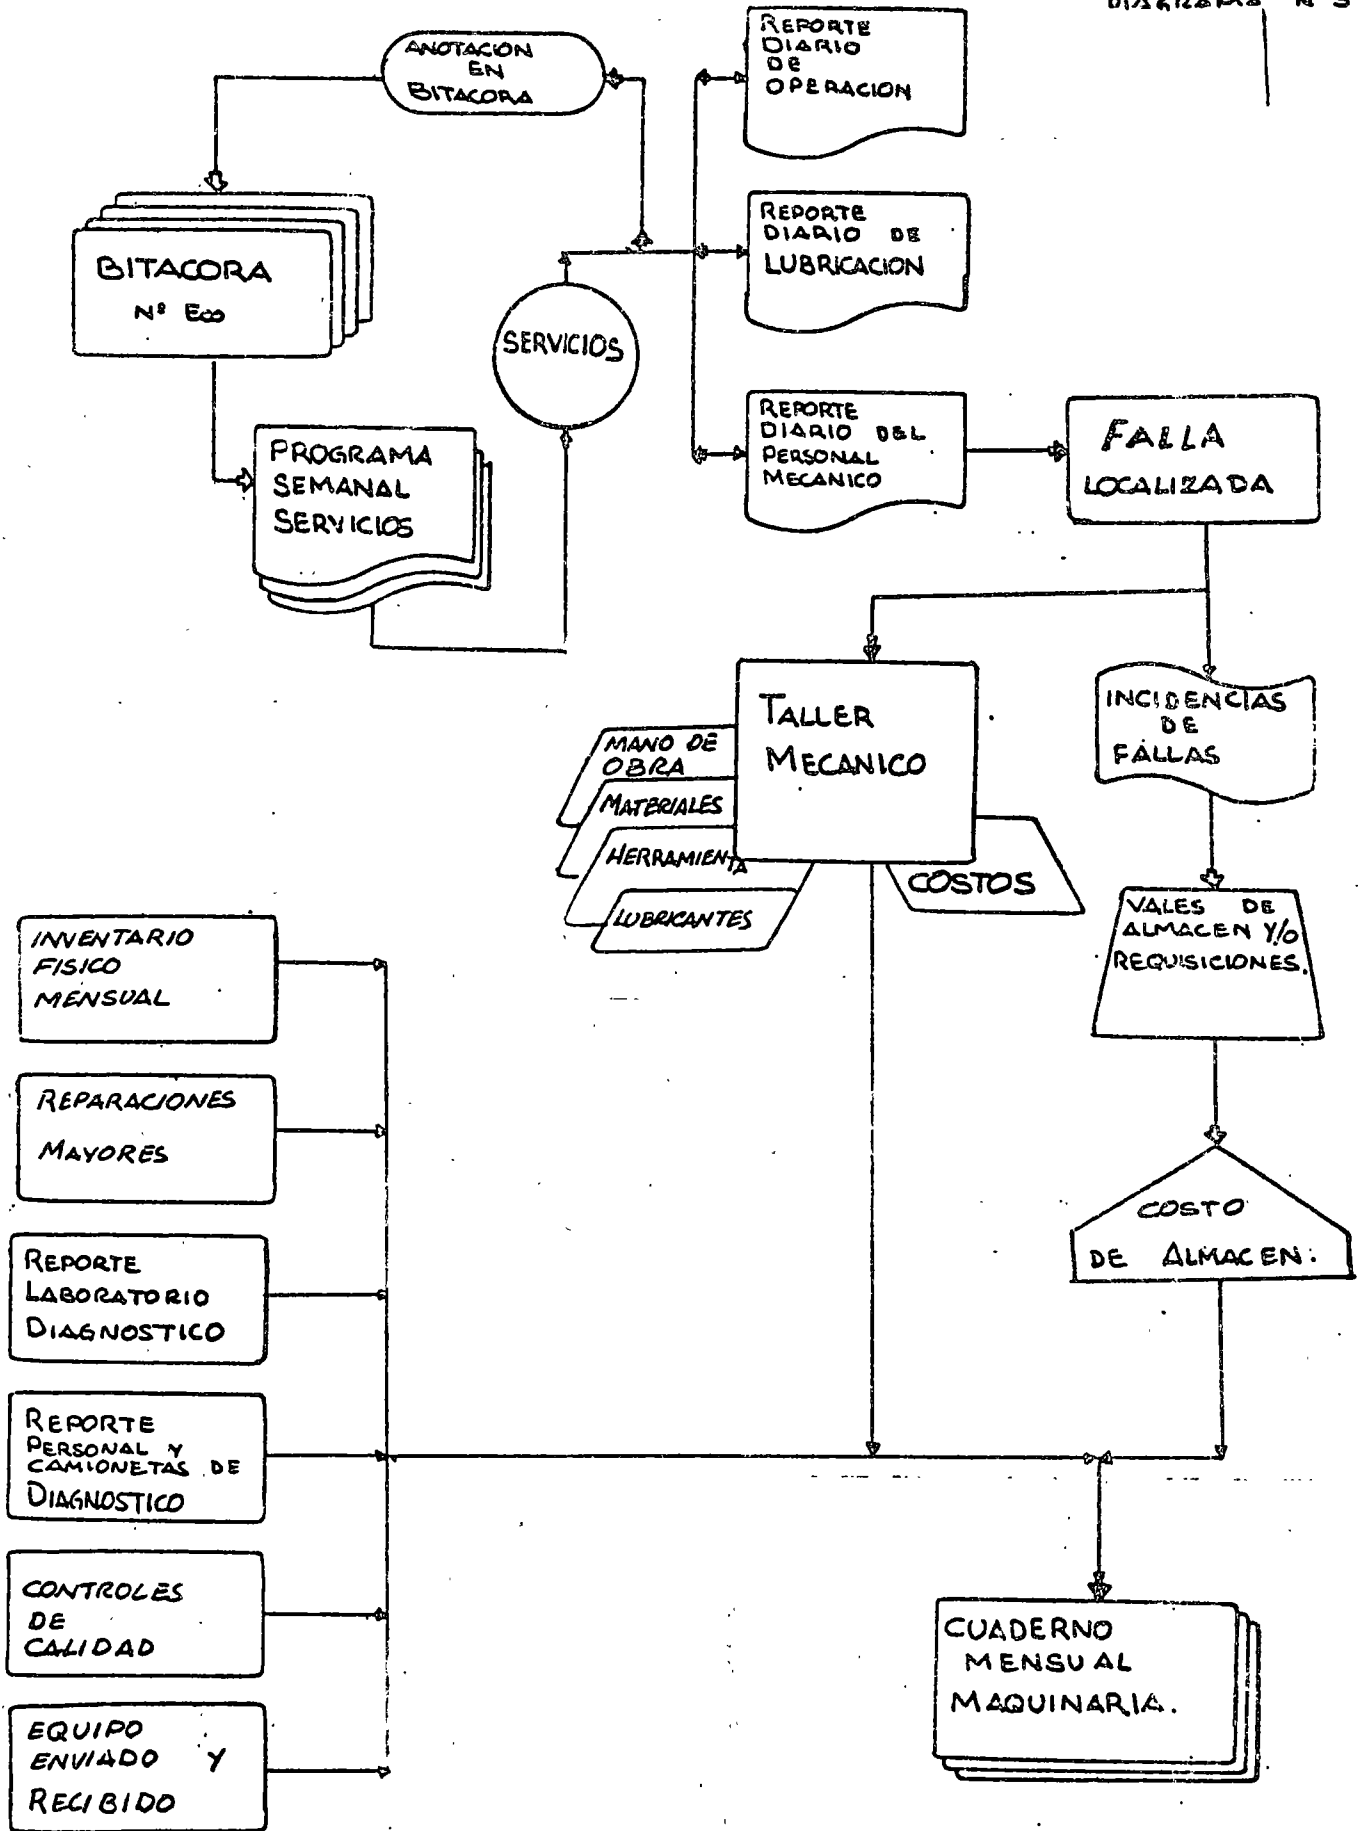 DIAGRAMA Nº
ANOTACION
EN
BITACORA
REPORTE
DIARIO
DE
OPERACION
BITACORA
Nº Eco
REPORTE
DIARIO DE
LUBRICACION
SERVICIOS
PROGRAMA
SEMANAL
SERVICIOS
REPORTE
DIARIO DEL
PERSONAL
MECANICO
FALLA
LOCALIZADA
TALLER
MECANICO
MANO DE
OBRA
MATERIALES
HERRAMIENTA
LUBRICANTES
COSTOS
INCIDENCIAS
DE
FALLAS
VALES DE
ALMACEN Y/O
REQUISICIONES.
COSTO
DE ALMACEN.
INVENTARIO
FISICO
MENSUAL
REPARACIONES
MAYORES
REPORTE
LABORATORIO
DIAGNOSTICO
REPORTE
PERSONAL Y
CAMIONETAS DE
DIAGNOSTICO
CONTROLES
DE
CALIDAD
EQUIPO
ENVIADO Y
RECIBIDO
CUADERNO
MENSUAL
MAQUINARIA.